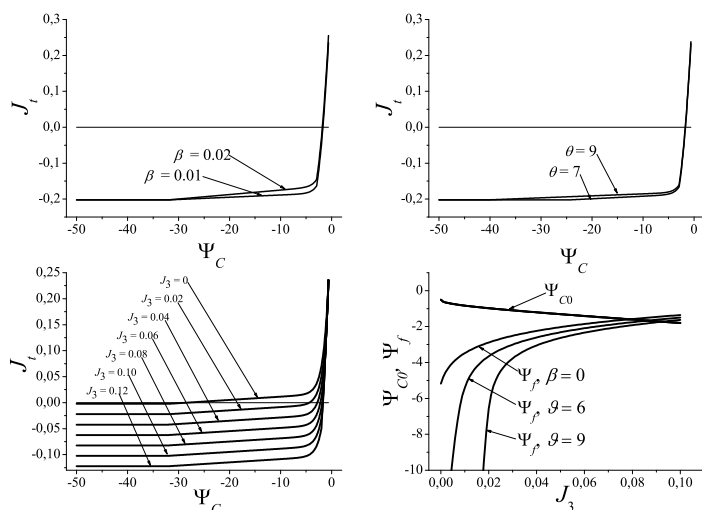 0,3
0,2
0,1
0,0
-0,1
-0,2
J_t
β = 0.02
β = 0.01
-50 -40 -30 -20 -10 0
Ψ_C
0,3
0,2
0,1
0,0
-0,1
-0,2
J_t
θ = 9
θ = 7
-50 -40 -30 -20 -10 0
Ψ_C
0,25
0,20
0,15
0,10
0,05
0,00
-0,05
-0,10
J_t
J_3 = 0
J_3 = 0.02
J_3 = 0.04
J_3 = 0.06
J_3 = 0.08
J_3 = 0.10
J_3 = 0.12
-50 -40 -30 -20 -10 0
Ψ_C
0
-2
-4
-6
-8
-10
Ψ_C0, Ψ_f
Ψ_C0
Ψ_f, β = 0
Ψ_f, ϑ = 6
Ψ_f, ϑ = 9
0,00 0,02 0,04 0,06 0,08 0,10
J_3